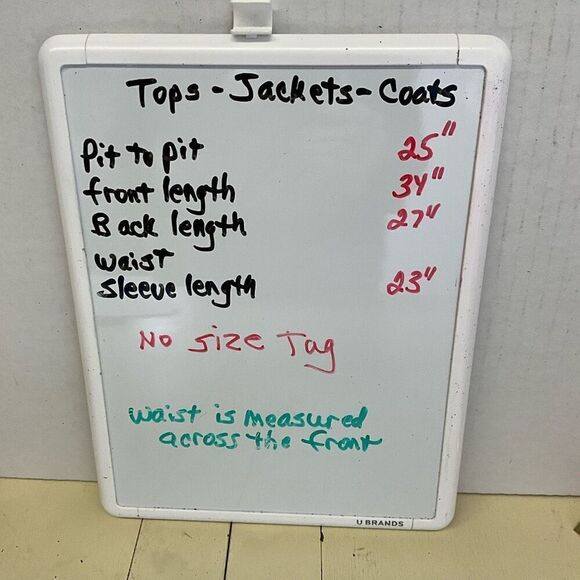 Tops - Jackets - Coats
Pit to pit 25"
front length 34"
Back length 27"
waist
sleeve length 23"
No size Tag
waist is measured
across the front
U BRANDS